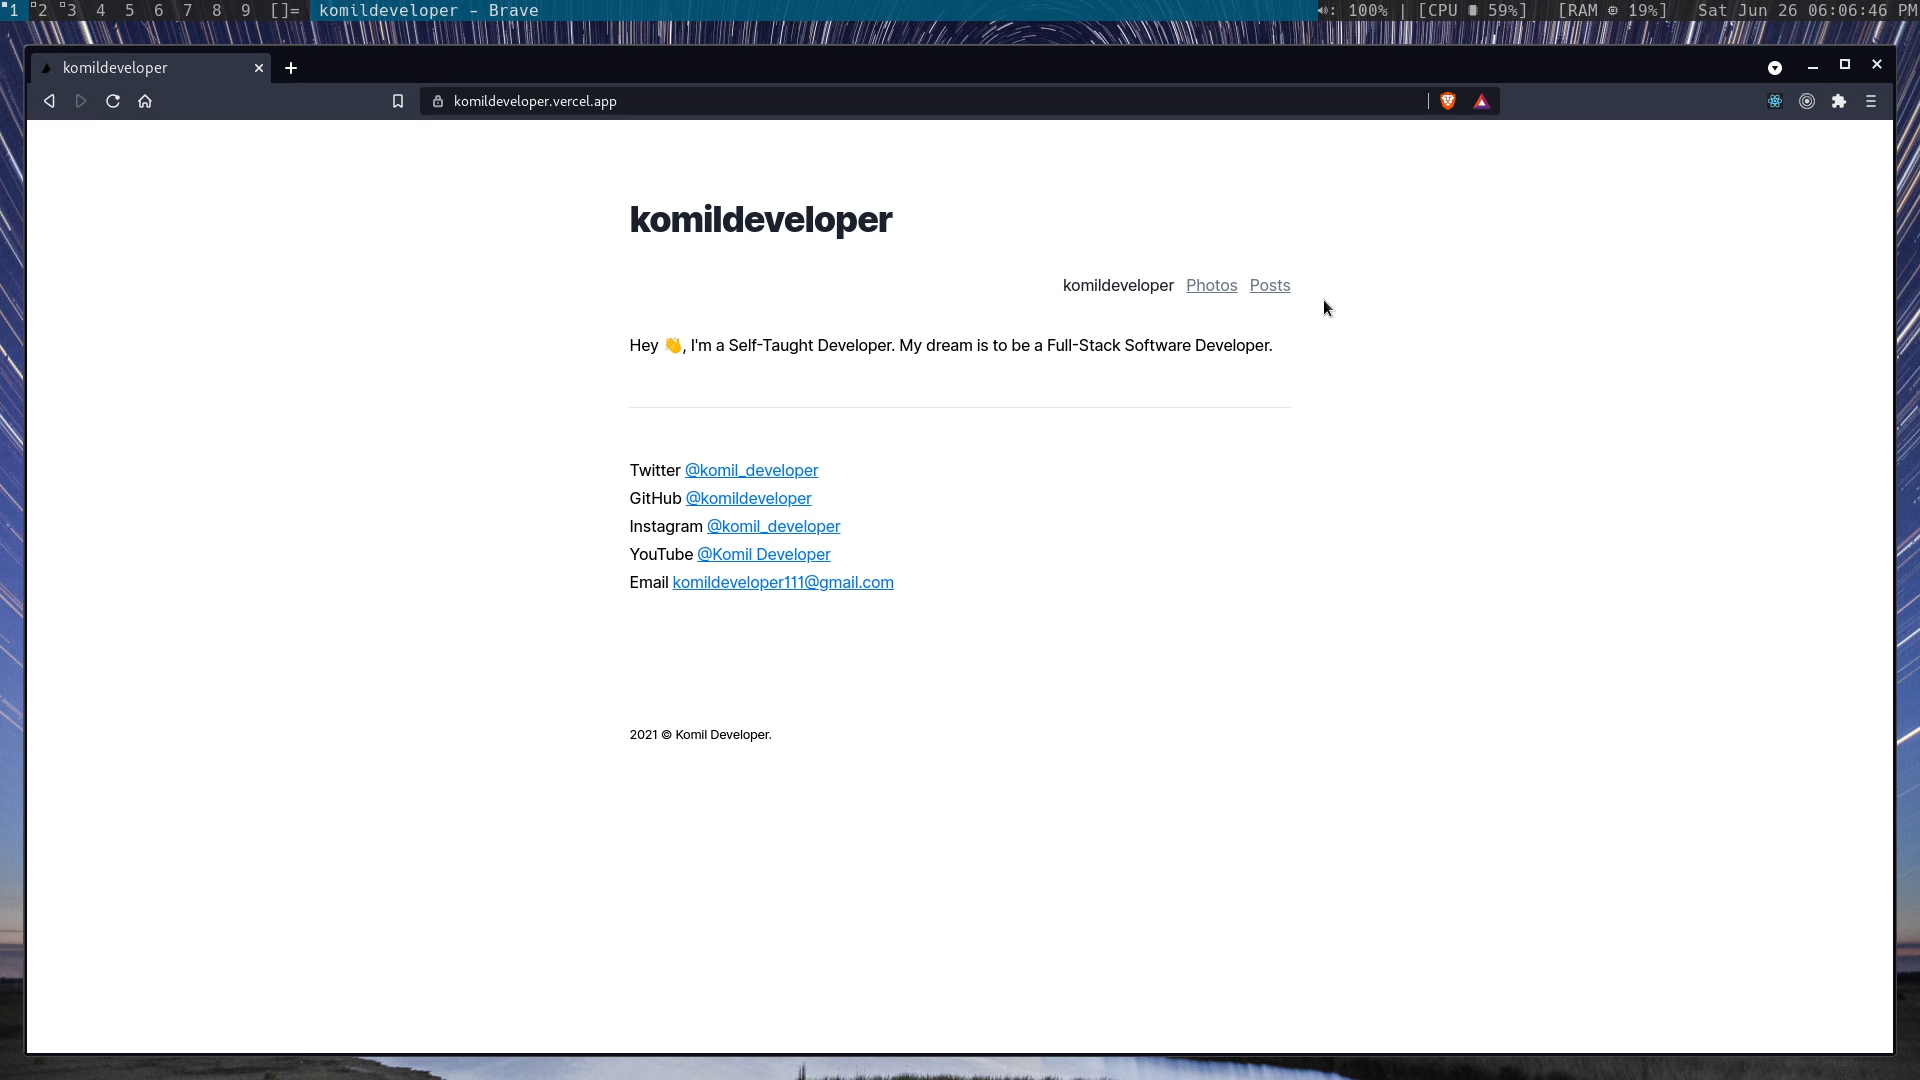 1 2 3 4 5 6 7 8 9 []= komildeveloper - Brave : 100% | [CPU 59%] [RAM 19%] Sat Jun 26 06:06:46 PM
komildeveloper
komildeveloper.vercel.app
komildeveloper
komildeveloper Photos Posts
Hey 👋, I'm a Self-Taught Developer. My dream is to be a Full-Stack Software Developer.
Twitter @komil_developer
GitHub @komildeveloper
Instagram @komil_developer
YouTube @Komil Developer
Email komildeveloper111@gmail.com
2021 © Komil Developer.